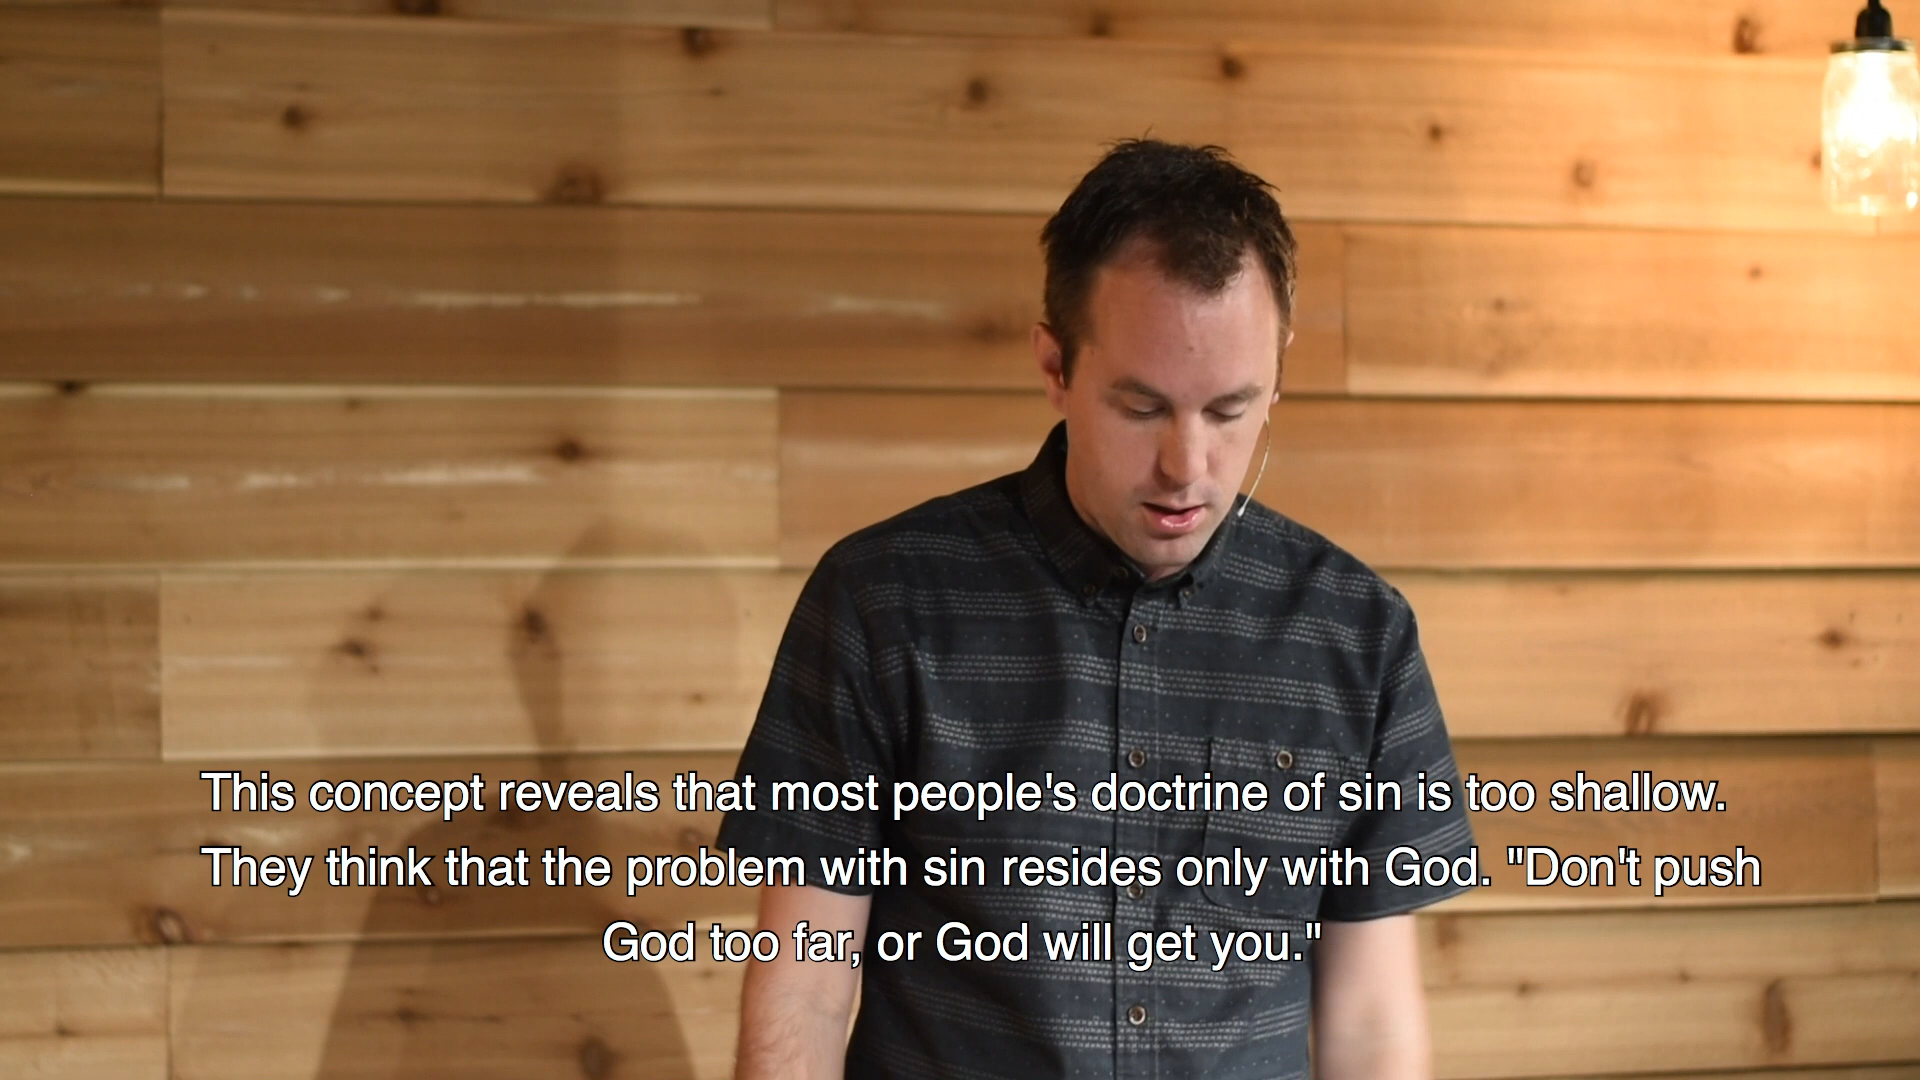 This concept reveals that most people's doctrine of sin is too shallow.
They think that the problem with sin resides only with God. "Don't push
God too far, or God will get you."